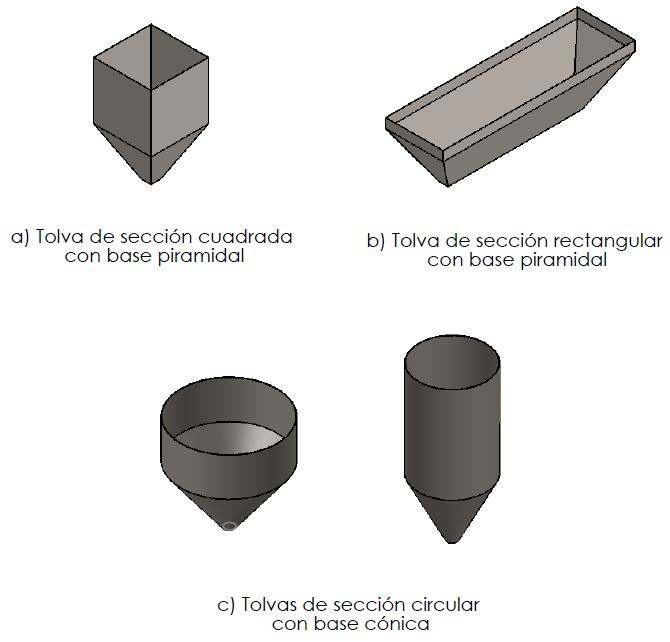 a) Tolva de sección cuadrada
con base piramidal
b) Tolva de sección rectangular
con base piramidal
c) Tolvas de sección circular
con base cónica